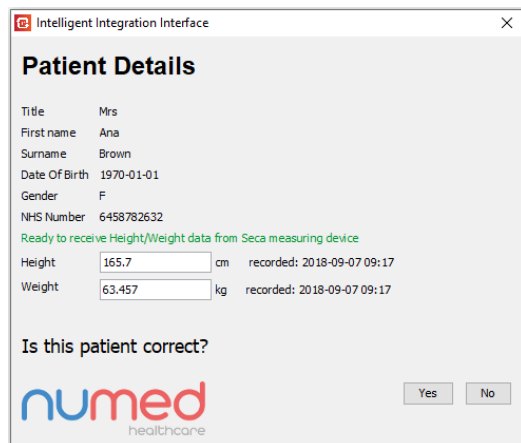 Intelligent Integration Interface
Patient Details
Title Mrs
First name Ana
Surname Brown
Date Of Birth 1970-01-01
Gender F
NHS Number 6458782632
Ready to receive Height/Weight data from Seca measuring device
Height 165.7 cm recorded: 2018-09-07 09:17
Weight 63.457 kg recorded: 2018-09-07 09:17
Is this patient correct?
Yes No
numed
healthcare